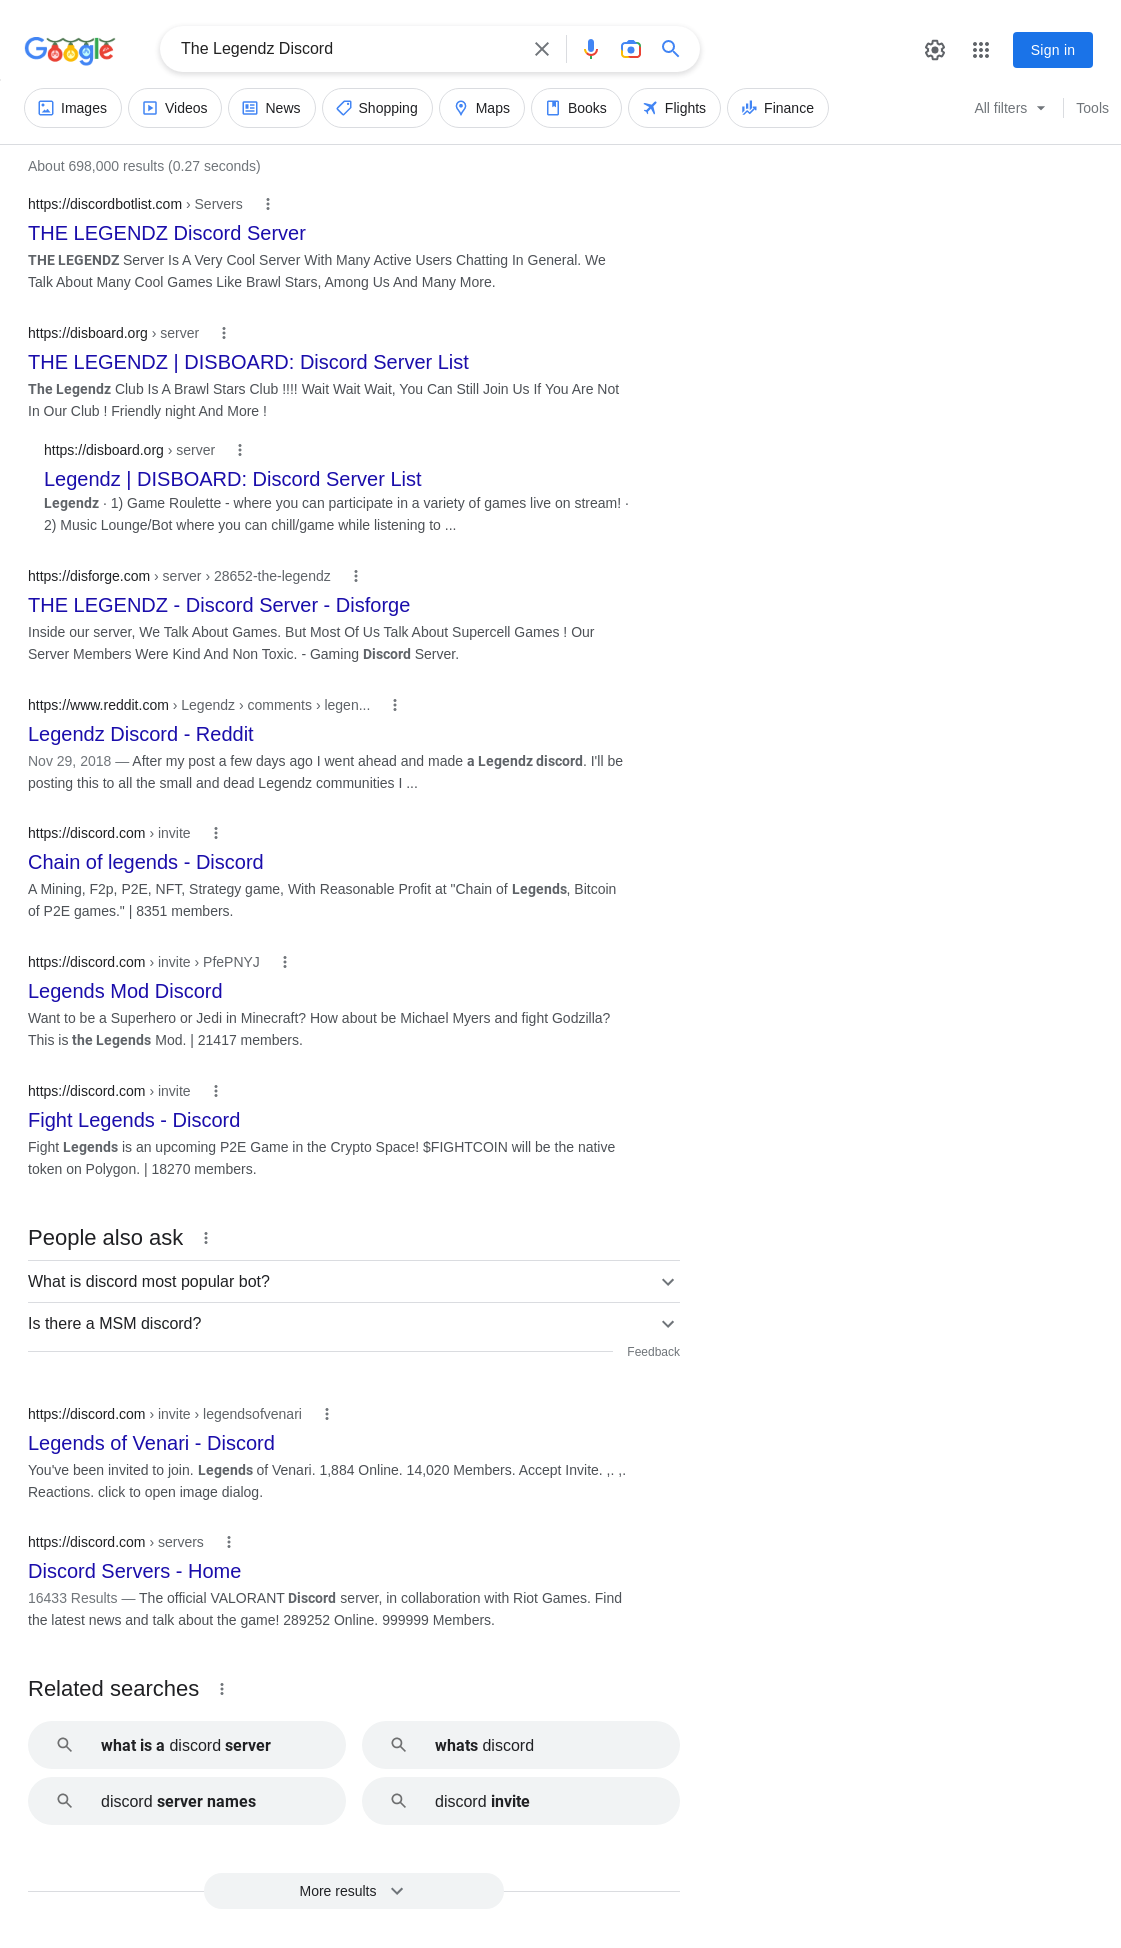 Google
The Legendz Discord
Sign in
Images Videos News Shopping Maps Books Flights Finance All filters Tools
About 698,000 results (0.27 seconds)
https://discordbotlist.com › Servers
THE LEGENDZ Discord Server
THE LEGENDZ Server Is A Very Cool Server With Many Active Users Chatting In General. We
Talk About Many Cool Games Like Brawl Stars, Among Us And Many More.
https://disboard.org › server
THE LEGENDZ | DISBOARD: Discord Server List
The Legendz Club Is A Brawl Stars Club !!!! Wait Wait Wait, You Can Still Join Us If You Are Not
In Our Club ! Friendly night And More !
https://disboard.org › server
Legendz | DISBOARD: Discord Server List
Legendz · 1) Game Roulette - where you can participate in a variety of games live on stream! ·
2) Music Lounge/Bot where you can chill/game while listening to ...
https://disforge.com › server › 28652-the-legendz
THE LEGENDZ - Discord Server - Disforge
Inside our server, We Talk About Games. But Most Of Us Talk About Supercell Games ! Our
Server Members Were Kind And Non Toxic. - Gaming Discord Server.
https://www.reddit.com › Legendz › comments › legen...
Legendz Discord - Reddit
Nov 29, 2018 — After my post a few days ago I went ahead and made a Legendz discord. I'll be
posting this to all the small and dead Legendz communities I ...
https://discord.com › invite
Chain of legends - Discord
A Mining, F2p, P2E, NFT, Strategy game, With Reasonable Profit at "Chain of Legends, Bitcoin
of P2E games." | 8351 members.
https://discord.com › invite › PfePNYJ
Legends Mod Discord
Want to be a Superhero or Jedi in Minecraft? How about be Michael Myers and fight Godzilla?
This is the Legends Mod. | 21417 members.
https://discord.com › invite
Fight Legends - Discord
Fight Legends is an upcoming P2E Game in the Crypto Space! $FIGHTCOIN will be the native
token on Polygon. | 18270 members.
People also ask
What is discord most popular bot?
Is there a MSM discord?
Feedback
https://discord.com › invite › legendsofvenari
Legends of Venari - Discord
You've been invited to join. Legends of Venari. 1,884 Online. 14,020 Members. Accept Invite. ,. ,.
Reactions. click to open image dialog.
https://discord.com › servers
Discord Servers - Home
16433 Results — The official VALORANT Discord server, in collaboration with Riot Games. Find
the latest news and talk about the game! 289252 Online. 999999 Members.
Related searches
what is a discord server
whats discord
discord server names
discord invite
More results